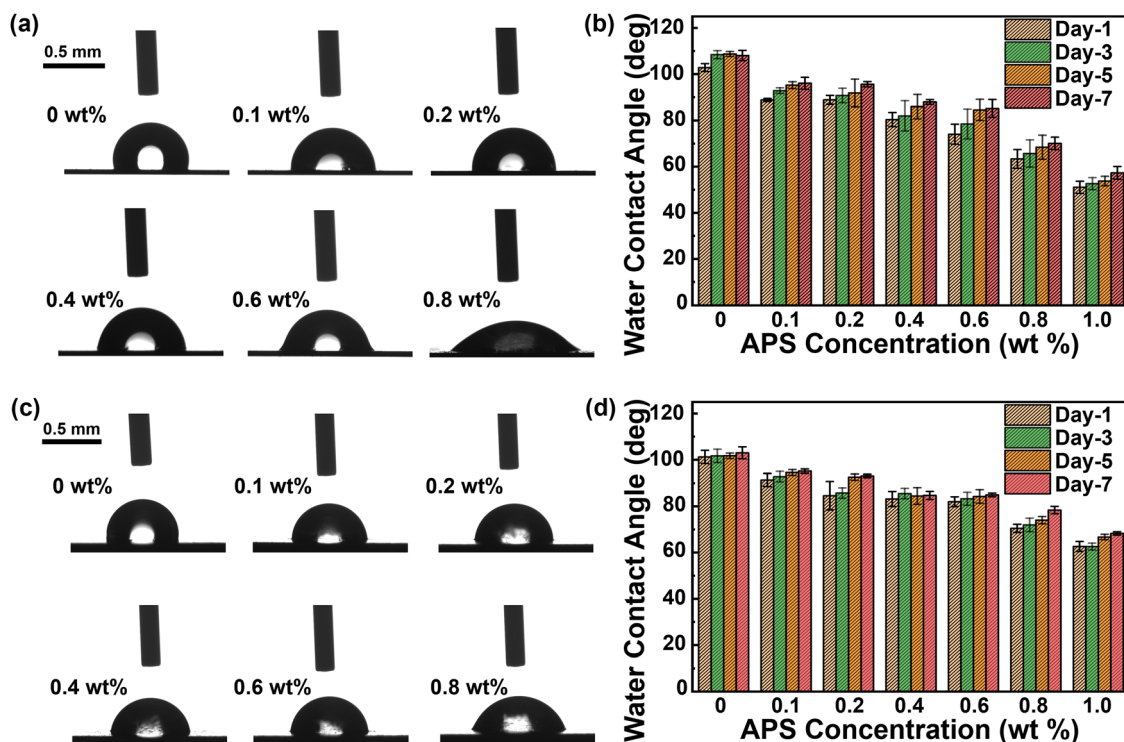 (a)
0.5 mm
0 wt%
0.1 wt%
0.2 wt%
0.4 wt%
0.6 wt%
0.8 wt%
(b)
Water Contact Angle (deg)
120
100
80
60
40
20
0
Day-1
Day-3
Day-5
Day-7
0 0.1 0.2 0.4 0.6 0.8 1.0
APS Concentration (wt %)
(c)
0.5 mm
0 wt%
0.1 wt%
0.2 wt%
0.4 wt%
0.6 wt%
0.8 wt%
(d)
Water Contact Angle (deg)
120
100
80
60
40
20
0
Day-1
Day-3
Day-5
Day-7
0 0.1 0.2 0.4 0.6 0.8 1.0
APS Concentration (wt %)